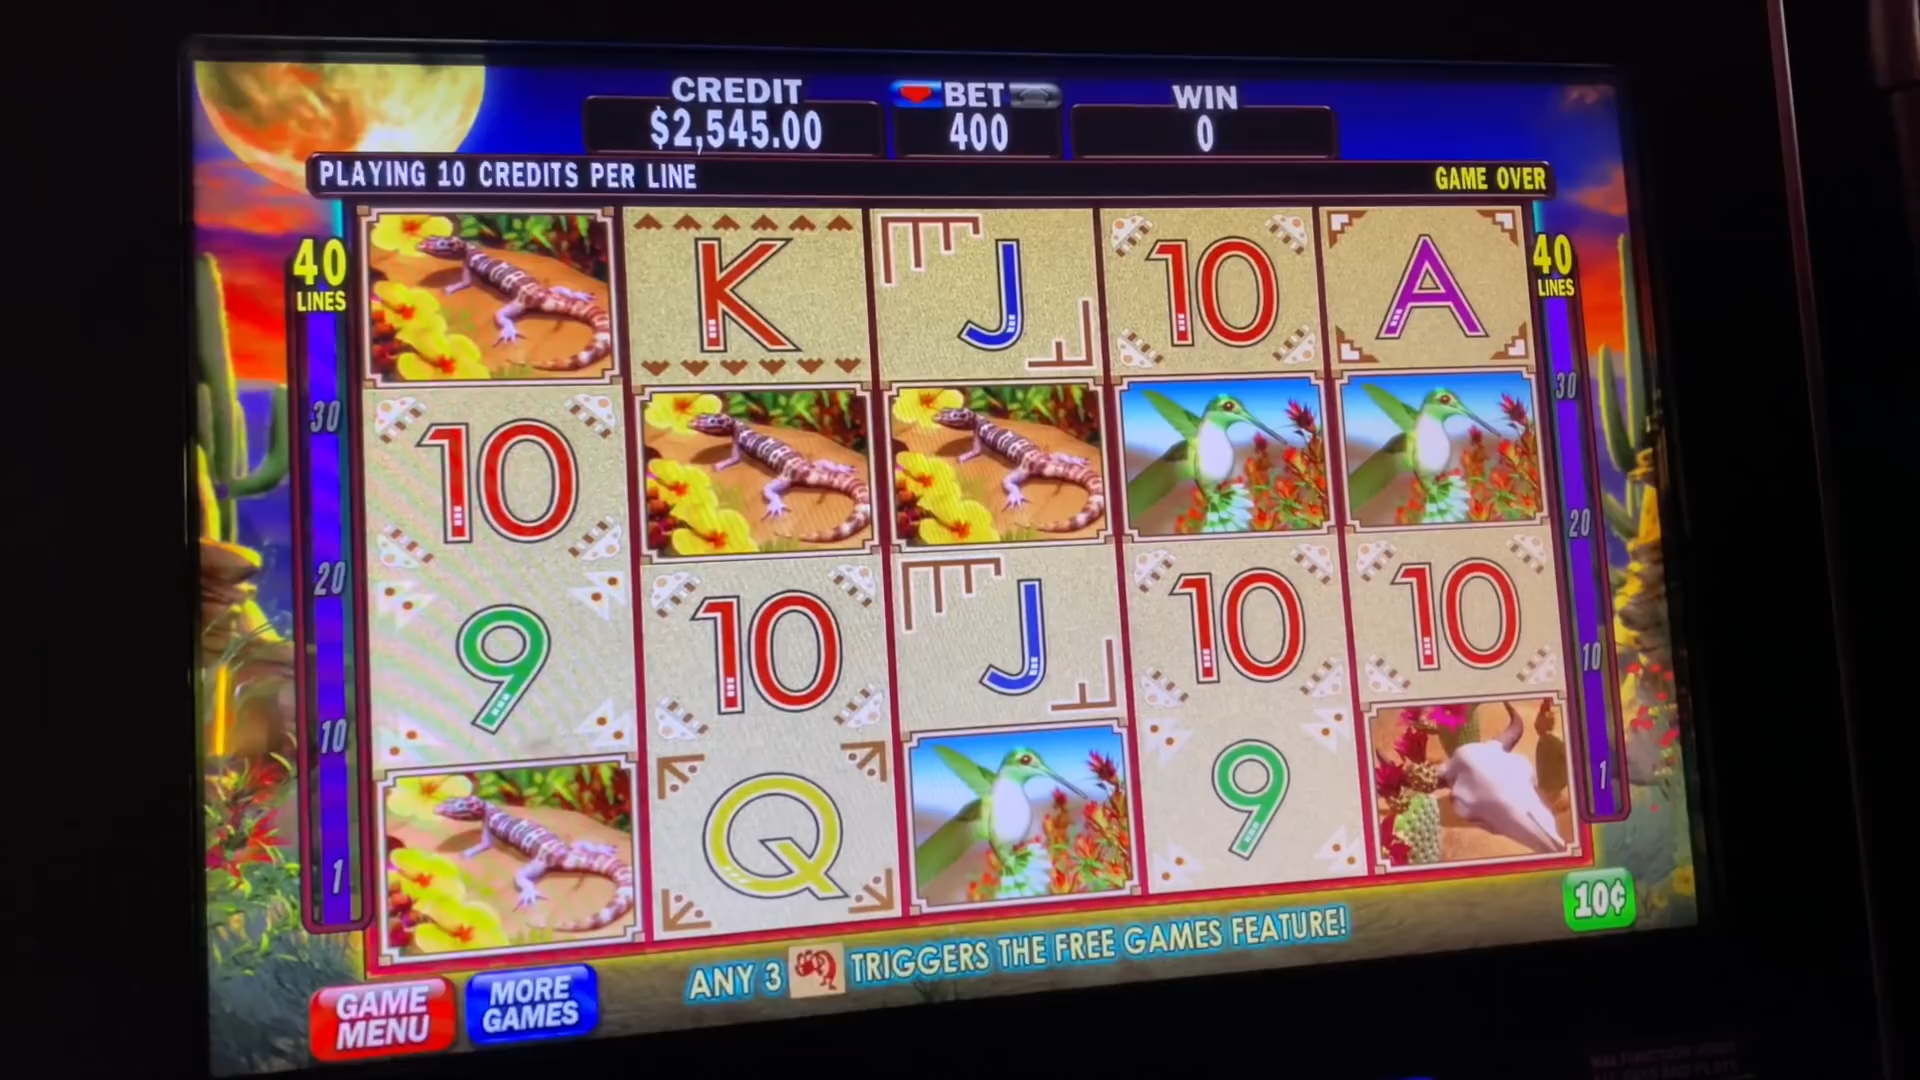 CREDIT
$2,545.00
BET
400
WIN
0
PLAYING 10 CREDITS PER LINE
GAME OVER
40
LINES
30
20
10
1
K
J
10
A
10
9
10
J
10
10
Q
9
40
LINES
30
20
10
1
10¢
ANY 3 TRIGGERS THE FREE GAMES FEATURE!
GAME
MENU
MORE
GAMES